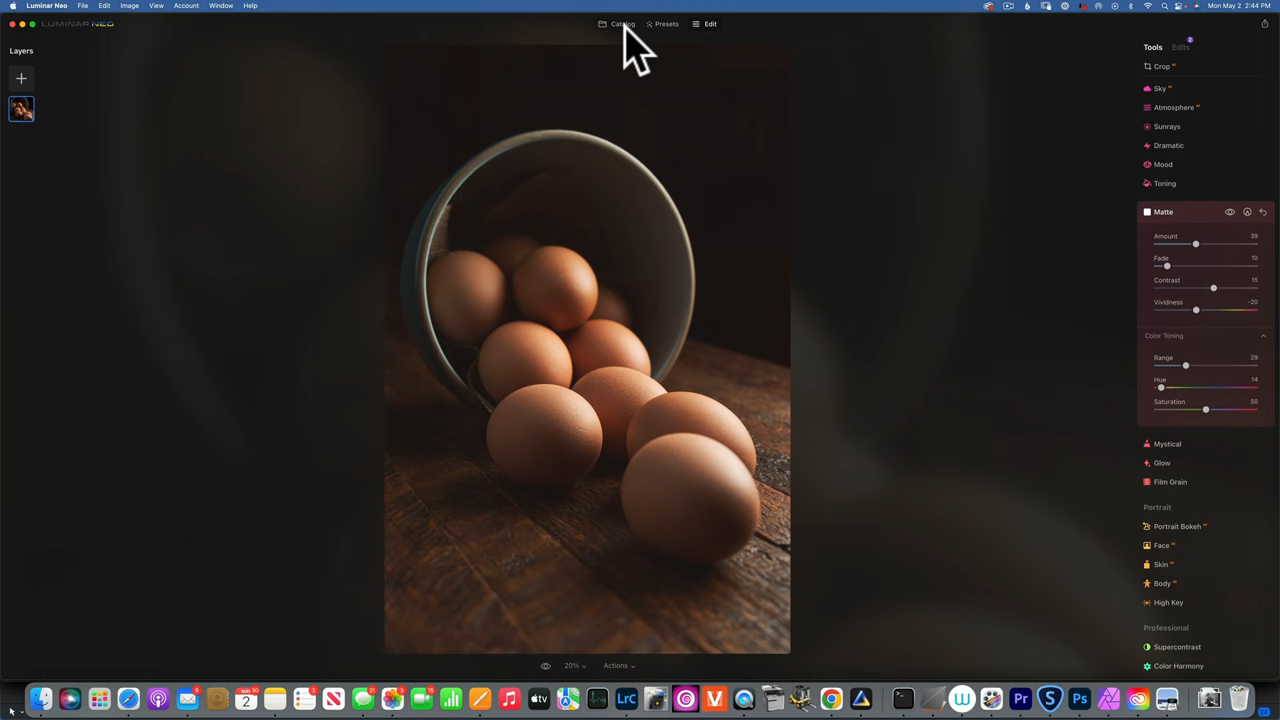 Luminar Neo File Edit Image View Account Window Help Mon May 2 2:44 PM
LUMINAR NEO Catalog Presets Edit
Layers
Tools Edits 2
Crop
Sky
Atmosphere
Sunrays
Dramatic
Mood
Toning
Matte
Amount 39
Fade 10
Contrast 15
Vividness -20
Color Toning
Range 29
Hue 14
Saturation 50
Mystical
Glow
Film Grain
Portrait
Portrait Bokeh
Face
Skin
Body
High Key
Professional
Supercontrast
Color Harmony
20% Actions